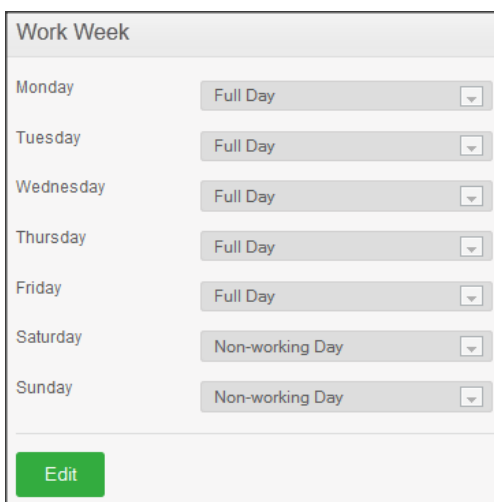 Work Week
Monday Full Day
Tuesday Full Day
Wednesday Full Day
Thursday Full Day
Friday Full Day
Saturday Non-working Day
Sunday Non-working Day
Edit